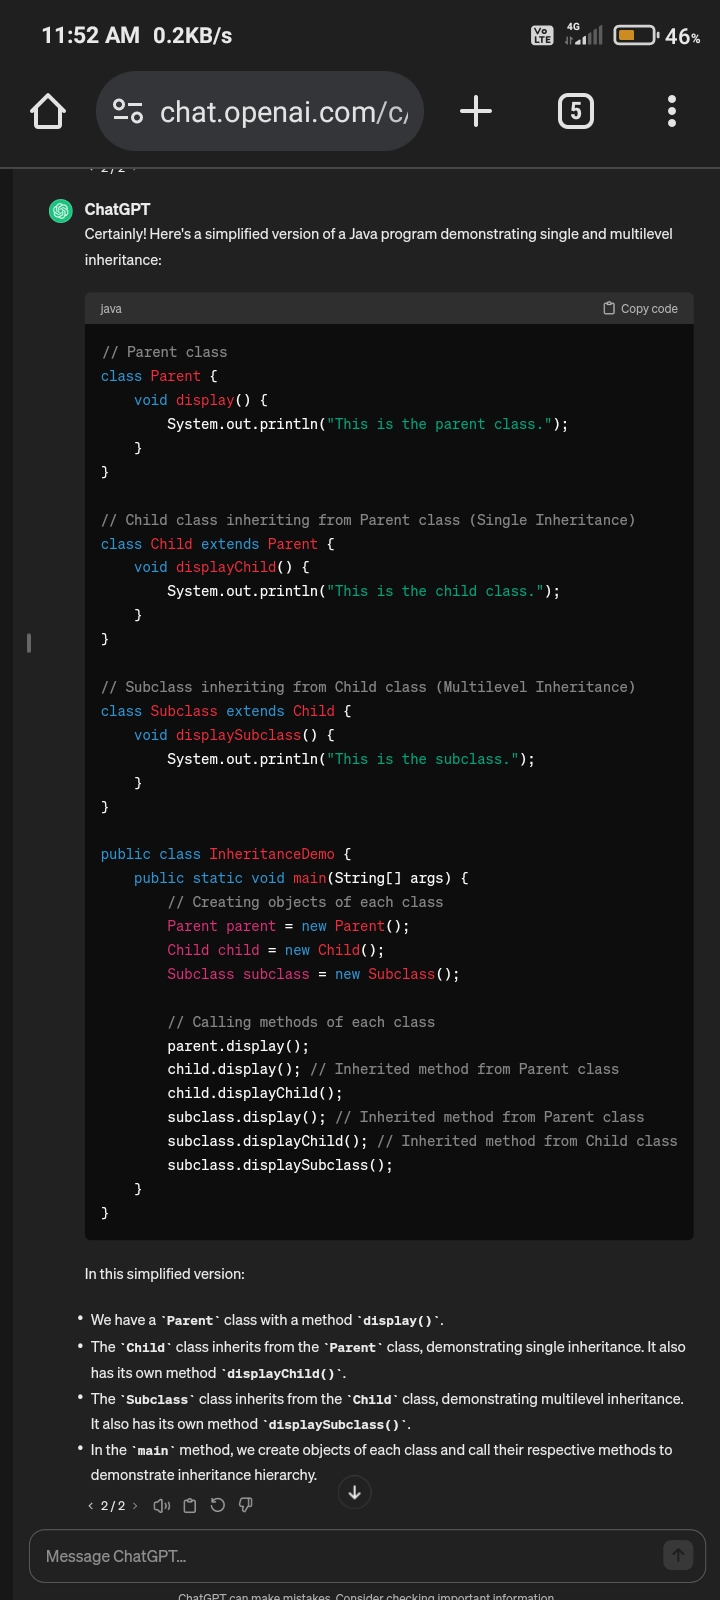 11:52 AM 0.2KB/s Vo LTE 4G 46%
chat.openai.com/c/ 5
< 2/2 >
ChatGPT
Certainly! Here's a simplified version of a Java program demonstrating single and multilevel
inheritance:
java Copy code
// Parent class
class Parent {
    void display() {
        System.out.println("This is the parent class.");
    }
}
// Child class inheriting from Parent class (Single Inheritance)
class Child extends Parent {
    void displayChild() {
        System.out.println("This is the child class.");
    }
}
// Subclass inheriting from Child class (Multilevel Inheritance)
class Subclass extends Child {
    void displaySubclass() {
        System.out.println("This is the subclass.");
    }
}
public class InheritanceDemo {
    public static void main(String[] args) {
        // Creating objects of each class
        Parent parent = new Parent();
        Child child = new Child();
        Subclass subclass = new Subclass();
        // Calling methods of each class
        parent.display();
        child.display(); // Inherited method from Parent class
        child.displayChild();
        subclass.display(); // Inherited method from Parent class
        subclass.displayChild(); // Inherited method from Child class
        subclass.displaySubclass();
    }
}
In this simplified version:
• We have a `Parent` class with a method `display()`.
• The `Child` class inherits from the `Parent` class, demonstrating single inheritance. It also
has its own method `displayChild()`.
• The `Subclass` class inherits from the `Child` class, demonstrating multilevel inheritance.
It also has its own method `displaySubclass()`.
• In the `main` method, we create objects of each class and call their respective methods to
demonstrate inheritance hierarchy.
< 2/2 >
Message ChatGPT...
ChatGPT can make mistakes. Consider checking important information.